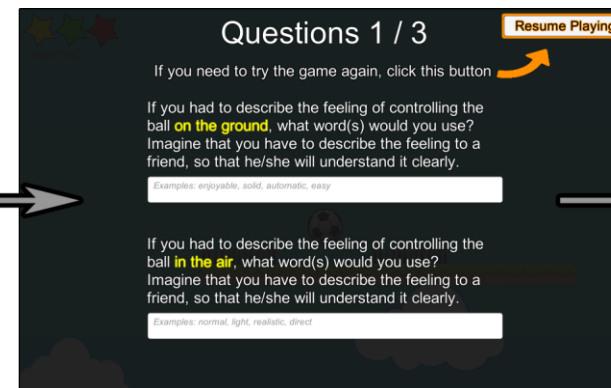 Questions 1 / 3
Resume Playing
If you need to try the game again, click this button
If you had to describe the feeling of controlling the
ball on the ground, what word(s) would you use?
Imagine that you have to describe the feeling to a
friend, so that he/she will understand it clearly.
Examples: enjoyable, solid, automatic, easy
If you had to describe the feeling of controlling the
ball in the air, what word(s) would you use?
Imagine that you have to describe the feeling to a
friend, so that he/she will understand it clearly.
Examples: normal, light, realistic, direct